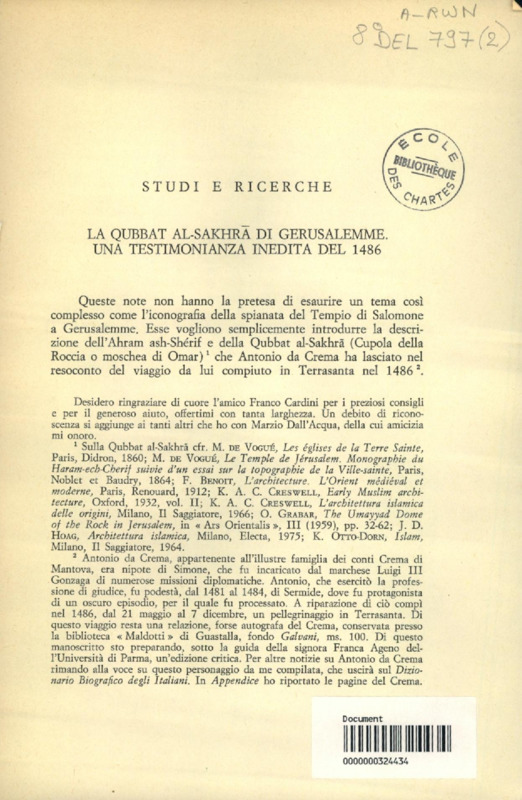 A-RWN
8º DEL 797(2)
ÉCOLE
BIBLIOTHÈQUE
DES CHARTES
STUDI E RICERCHE
LA QUBBAT AL-SAKHRĀ DI GERUSALEMME.
UNA TESTIMONIANZA INEDITA DEL 1486
Queste note non hanno la pretesa di esaurire un tema così
complesso come l'iconografia della spianata del Tempio di Salomone
a Gerusalemme. Esse vogliono semplicemente introdurre la descri-
zione dell'Ahram ash-Shérif e della Qubbat al-Sakhrā (Cupola della
Roccia o moschea di Omar) ¹ che Antonio da Crema ha lasciato nel
resoconto del viaggio da lui compiuto in Terrasanta nel 1486 ².
Desidero ringraziare di cuore l'amico Franco Cardini per i preziosi consigli
e per il generoso aiuto, offertimi con tanta larghezza. Un debito di ricono-
scenza si aggiunge ai tanti altri che ho con Marzio Dall'Acqua, della cui amicizia
mi onoro.
¹ Sulla Qubbat al-Sakhrā cfr. M. DE VOGUÉ, Les églises de la Terre Sainte,
Paris, Didron, 1860; M. DE VOGUÉ, Le Temple de Jérusalem. Monographie du
Haram-ech-Cherif suivie d'un essai sur la topographie de la Ville-sainte, Paris,
Noblet et Baudry, 1864; F. BENOIT, L'architecture. L'Orient médiéval et
moderne, Paris, Renouard, 1912; K. A. C. CRESWELL, Early Muslim archi-
tecture, Oxford, 1932, vol. II; K. A. C. CRESWELL, L'architettura islamica
delle origini, Milano, Il Saggiatore, 1966; O. GRABAR, The Umayyad Dome
of the Rock in Jerusalem, in « Ars Orientalis », III (1959), pp. 32-62; J. D.
HOAG, Architettura islamica, Milano, Electa, 1975; K. OTTO-DORN, Islam,
Milano, Il Saggiatore, 1964.
² Antonio da Crema, appartenente all'illustre famiglia dei conti Crema di
Mantova, era nipote di Simone, che fu incaricato dal marchese Luigi III
Gonzaga di numerose missioni diplomatiche. Antonio, che esercitò la profes-
sione di giudice, fu podestà, dal 1481 al 1484, di Sermide, dove fu protagonista
di un oscuro episodio, per il quale fu processato. A riparazione di ciò compì
nel 1486, dal 21 maggio al 7 dicembre, un pellegrinaggio in Terrasanta. Di
questo viaggio resta una relazione, forse autografa del Crema, conservata presso
la biblioteca « Maldotti » di Guastalla, fondo Galvani, ms. 100. Di questo
manoscritto sto preparando, sotto la guida della signora Franca Ageno del-
l'Università di Parma, un'edizione critica. Per altre notizie su Antonio da Crema
rimando alla voce su questo personaggio da me compilata, che uscirà sul Dizio-
nario Biografico degli Italiani. In Appendice ho riportato le pagine del Crema.
Document
0000000324434